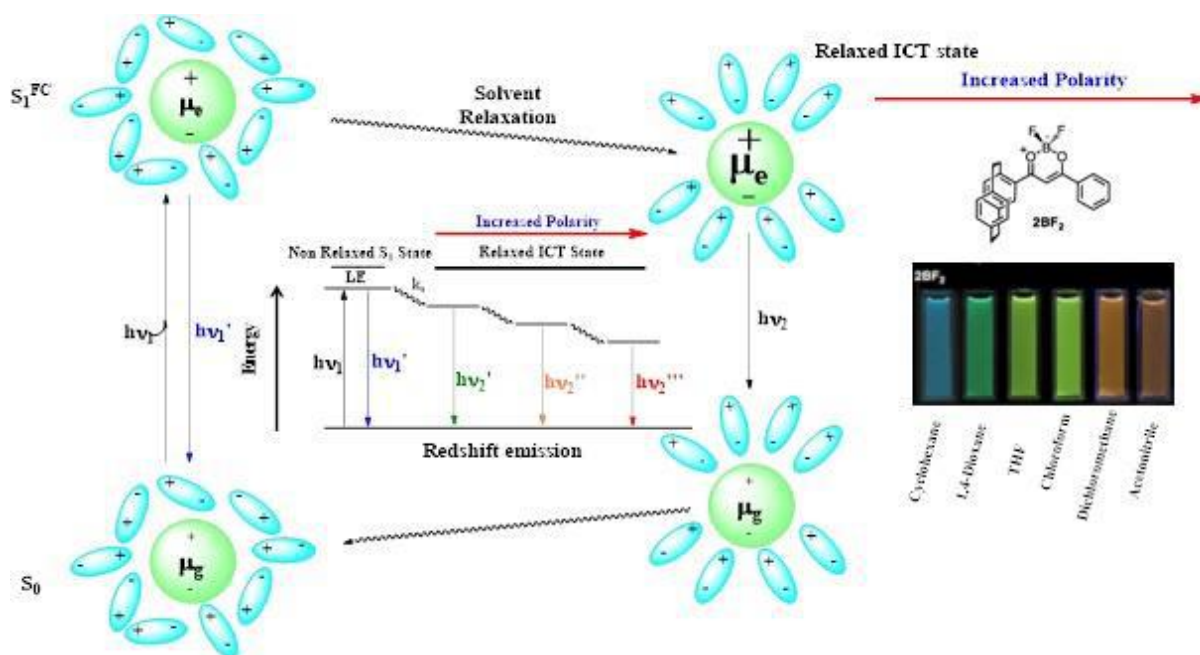 Relaxed ICT state
Increased Polarity
S₁ᶠᶜ
+
μₑ
−
Solvent
Relaxation
+
μₑ
−
F F
B
O O
2BF₂
Increased Polarity
Non Relaxed S₁ State
Relaxed ICT State
LE
Energy
hν₁
hν₁'
hν₁
hν₁'
hν₂'
hν₂''
hν₂'''
hν₂
2BF₂
Redshift emission
Cyclohexane
1,4-Dioxane
THF
Chloroform
Dichloromethane
Acetonitrile
S₀
+
μg
-
+
μg
-